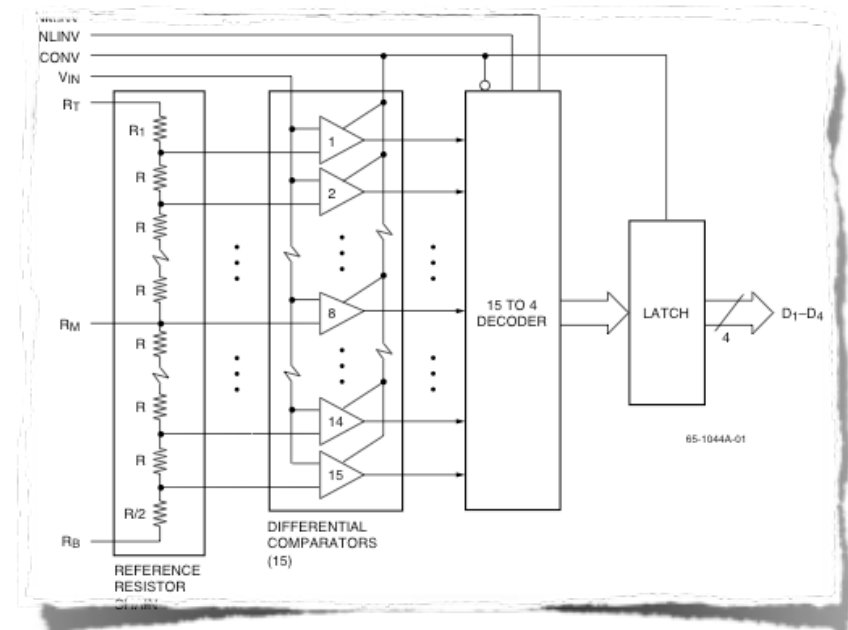 NLINV
CONV
VIN
RT
R1
R
R
R
RM
R
R
R
R/2
RB
1
2
8
14
15
15 TO 4
DECODER
LATCH
4
D1–D4
65-1044A-01
DIFFERENTIAL
COMPARATORS
(15)
REFERENCE
RESISTOR
CHAIN